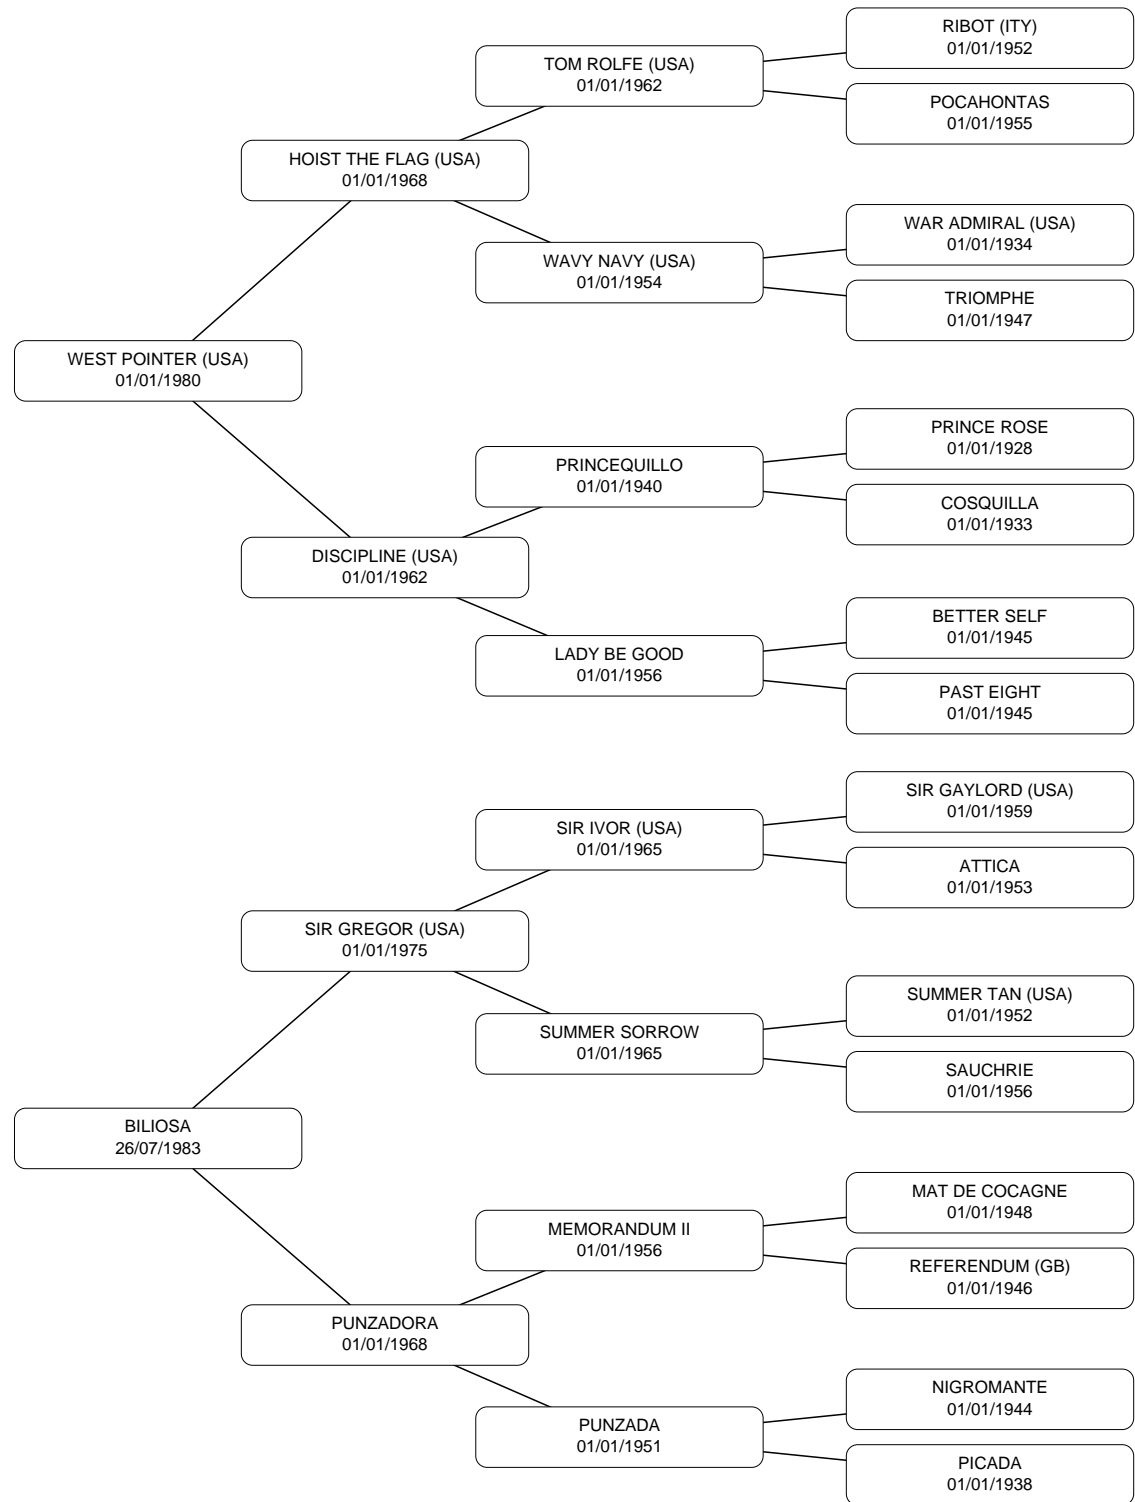 RIBOT (ITY)
01/01/1952
TOM ROLFE (USA)
01/01/1962
POCAHONTAS
01/01/1955
HOIST THE FLAG (USA)
01/01/1968
WAR ADMIRAL (USA)
01/01/1934
WAVY NAVY (USA)
01/01/1954
TRIOMPHE
01/01/1947
WEST POINTER (USA)
01/01/1980
PRINCE ROSE
01/01/1928
PRINCEQUILLO
01/01/1940
COSQUILLA
01/01/1933
DISCIPLINE (USA)
01/01/1962
BETTER SELF
01/01/1945
LADY BE GOOD
01/01/1956
PAST EIGHT
01/01/1945
SIR GAYLORD (USA)
01/01/1959
SIR IVOR (USA)
01/01/1965
ATTICA
01/01/1953
SIR GREGOR (USA)
01/01/1975
SUMMER TAN (USA)
01/01/1952
SUMMER SORROW
01/01/1965
SAUCHRIE
01/01/1956
BILIOSA
26/07/1983
MAT DE COCAGNE
01/01/1948
MEMORANDUM II
01/01/1956
REFERENDUM (GB)
01/01/1946
PUNZADORA
01/01/1968
NIGROMANTE
01/01/1944
PUNZADA
01/01/1951
PICADA
01/01/1938